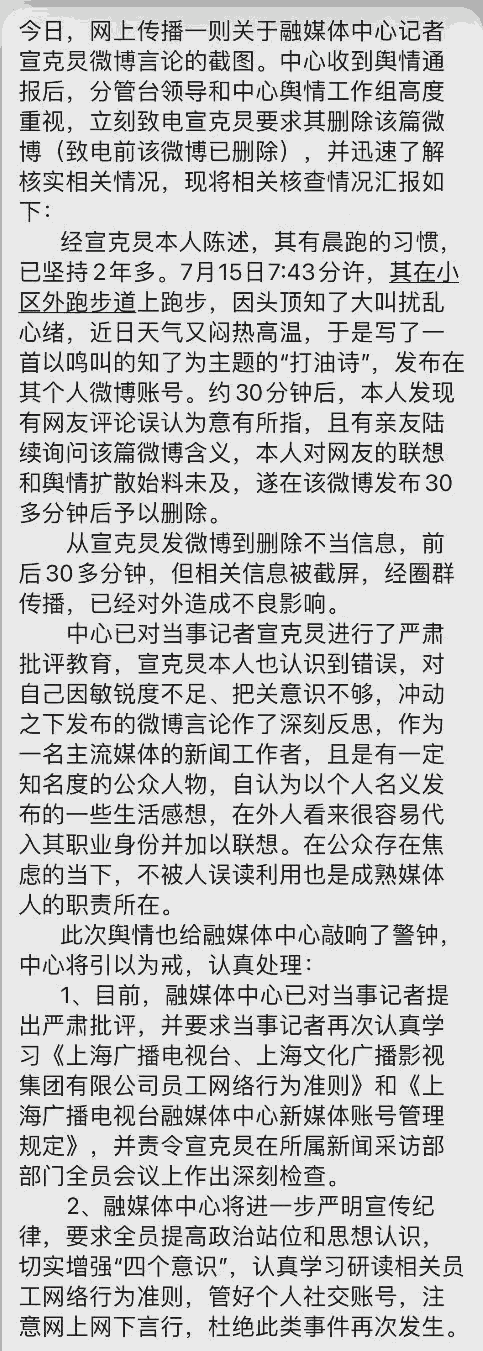 今日，网上传播一则关于融媒体中心记者
宣克炅微博言论的截图。中心收到舆情通
报后，分管台领导和中心舆情工作组高度
重视，立刻致电宣克炅要求其删除该篇微
博（致电前该微博已删除），并迅速了解
核实相关情况，现将相关核查情况汇报如
下：
经宣克炅本人陈述，其有晨跑的习惯，
已坚持2年多。7月15日7:43分许，其在小
区外跑步道上跑步，因头顶知了大叫扰乱
心绪，近日天气又闷热高温，于是写了一
首以鸣叫的知了为主题的“打油诗”，发布在
其个人微博账号。约30分钟后，本人发现
有网友评论误认为意有所指，且有亲友陆
续询问该篇微博含义，本人对网友的联想
和舆情扩散始料未及，遂在该微博发布30
多分钟后予以删除。
从宣克炅发微博到删除不当信息，前
后30多分钟，但相关信息被截屏，经圈群
传播，已经对外造成不良影响。
中心已对当事记者宣克炅进行了严肃
批评教育，宣克炅本人也认识到错误，对
自己因敏锐度不足、把关意识不够，冲动
之下发布的微博言论作了深刻反思，作为
一名主流媒体的新闻工作者，且是有一定
知名度的公众人物，自认为以个人名义发
布的一些生活感想，在外人看来很容易代
入其职业身份并加以联想。在公众存在焦
虑的当下，不被人误读利用也是成熟媒体
人的职责所在。
此次舆情也给融媒体中心敲响了警钟，
中心将引以为戒，认真处理：
1、目前，融媒体中心已对当事记者提
出严肃批评，并要求当事记者再次认真学
习《上海广播电视台、上海文化广播影视
集团有限公司员工网络行为准则》和《上
海广播电视台融媒体中心新媒体账号管理
规定》，并责令宣克炅在所属新闻采访部
部门全员会议上作出深刻检查。
2、融媒体中心将进一步严明宣传纪
律，要求全员提高政治站位和思想认识，
切实增强“四个意识”，认真学习研读相关员
工网络行为准则，管好个人社交账号，注
意网上网下言行，杜绝此类事件再次发生。